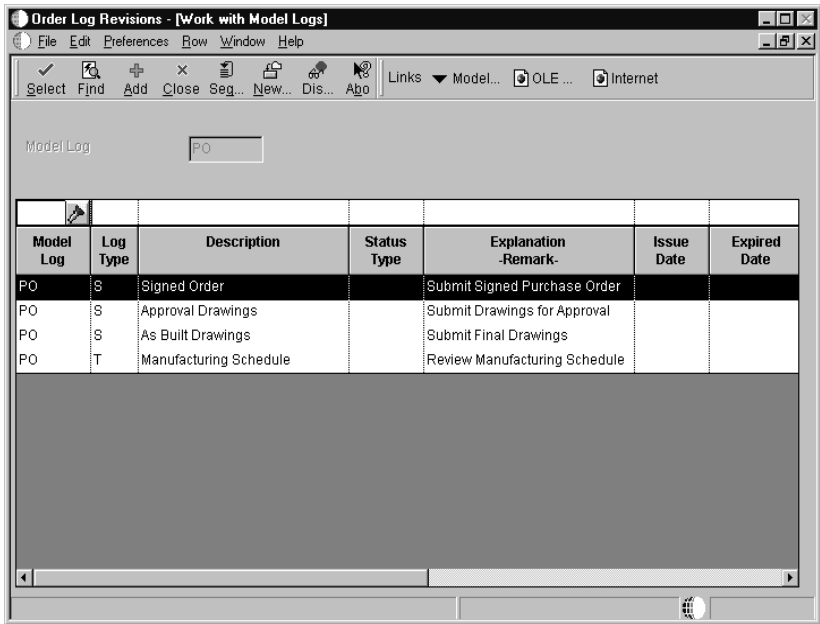 Order Log Revisions - [Work with Model Logs]
File Edit Preferences Row Window Help
Select Find Add Close Seq... New... Dis... Abo Links Model... OLE ... Internet
Model Log PO
Model Log Log Type Description Status Type Explanation -Remark- Issue Date Expired Date
PO S Signed Order Submit Signed Purchase Order
PO S Approval Drawings Submit Drawings for Approval
PO S As Built Drawings Submit Final Drawings
PO T Manufacturing Schedule Review Manufacturing Schedule